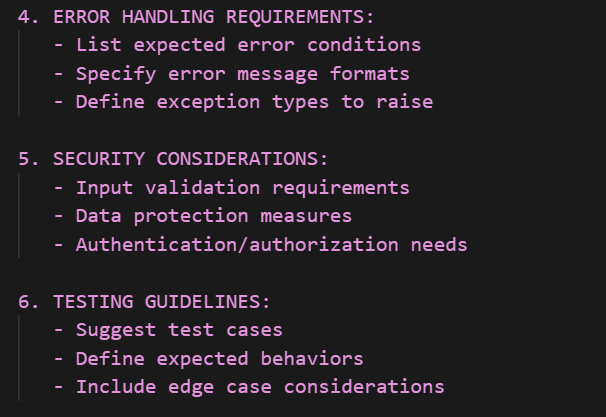 4. ERROR HANDLING REQUIREMENTS:
- List expected error conditions
- Specify error message formats
- Define exception types to raise
5. SECURITY CONSIDERATIONS:
- Input validation requirements
- Data protection measures
- Authentication/authorization needs
6. TESTING GUIDELINES:
- Suggest test cases
- Define expected behaviors
- Include edge case considerations